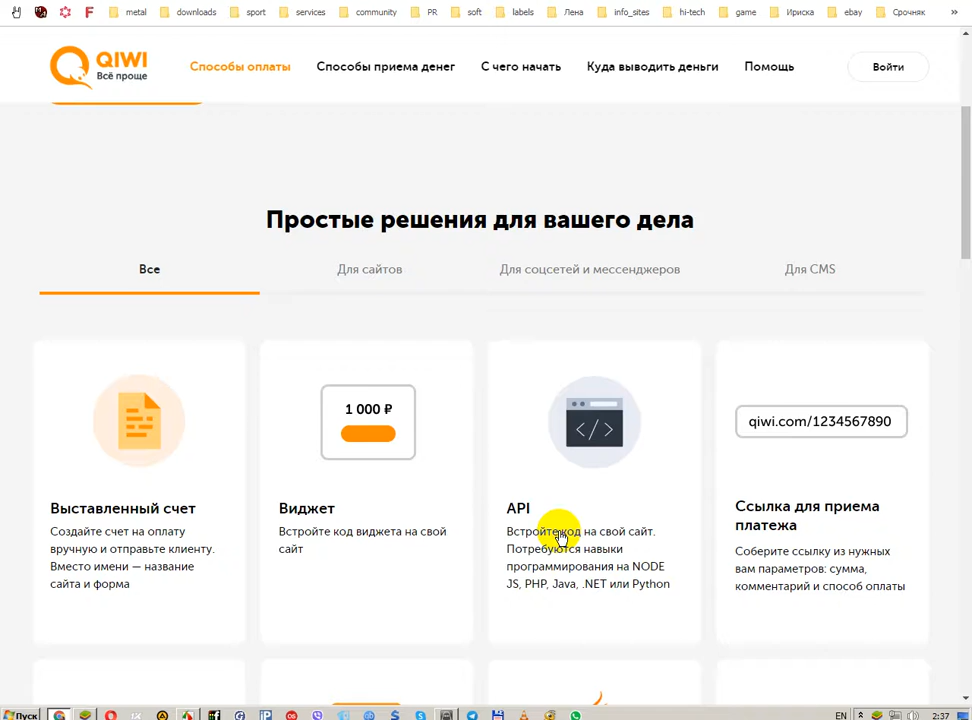 metal downloads sport services community PR soft labels Лена info_sites hi-tech game Ириска ebay Срочняк »
QIWI
Всё проще
Способы оплаты Способы приема денег С чего начать Куда выводить деньги Помощь Войти
Простые решения для вашего дела
Все Для сайтов Для соцсетей и мессенджеров Для CMS
1 000 ₽
</>
qiwi.com/1234567890
Выставленный счет
Создайте счет на оплату
вручную и отправьте клиенту.
Вместо имени — название
сайта и форма
Виджет
Встройте код виджета на свой
сайт
API
Встройте код на свой сайт.
Потребуются навыки
программирования на NODE
JS, PHP, Java, .NET или Python
Ссылка для приема
платежа
Соберите ссылку из нужных
вам параметров: сумма,
комментарий и способ оплаты
Пуск
EN 2:37